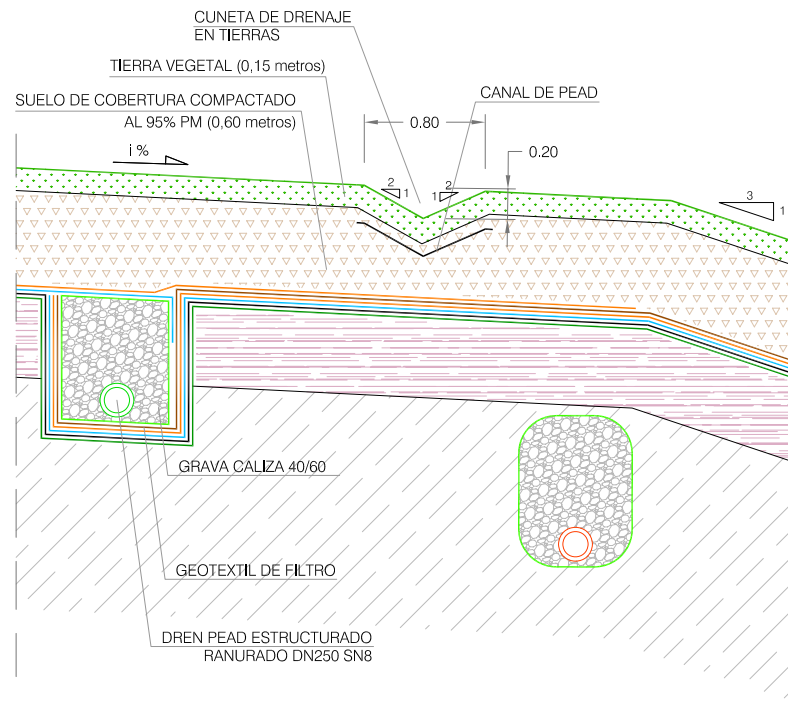 CUNETA DE DRENAJE
EN TIERRAS
TIERRA VEGETAL (0,15 metros)
SUELO DE COBERTURA COMPACTADO
AL 95% PM (0,60 metros)
CANAL DE PEAD
0.80
0.20
i %
2
1
2
1
3
1
GRAVA CALIZA 40/60
GEOTEXTIL DE FILTRO
DREN PEAD ESTRUCTURADO
RANURADO DN250 SN8